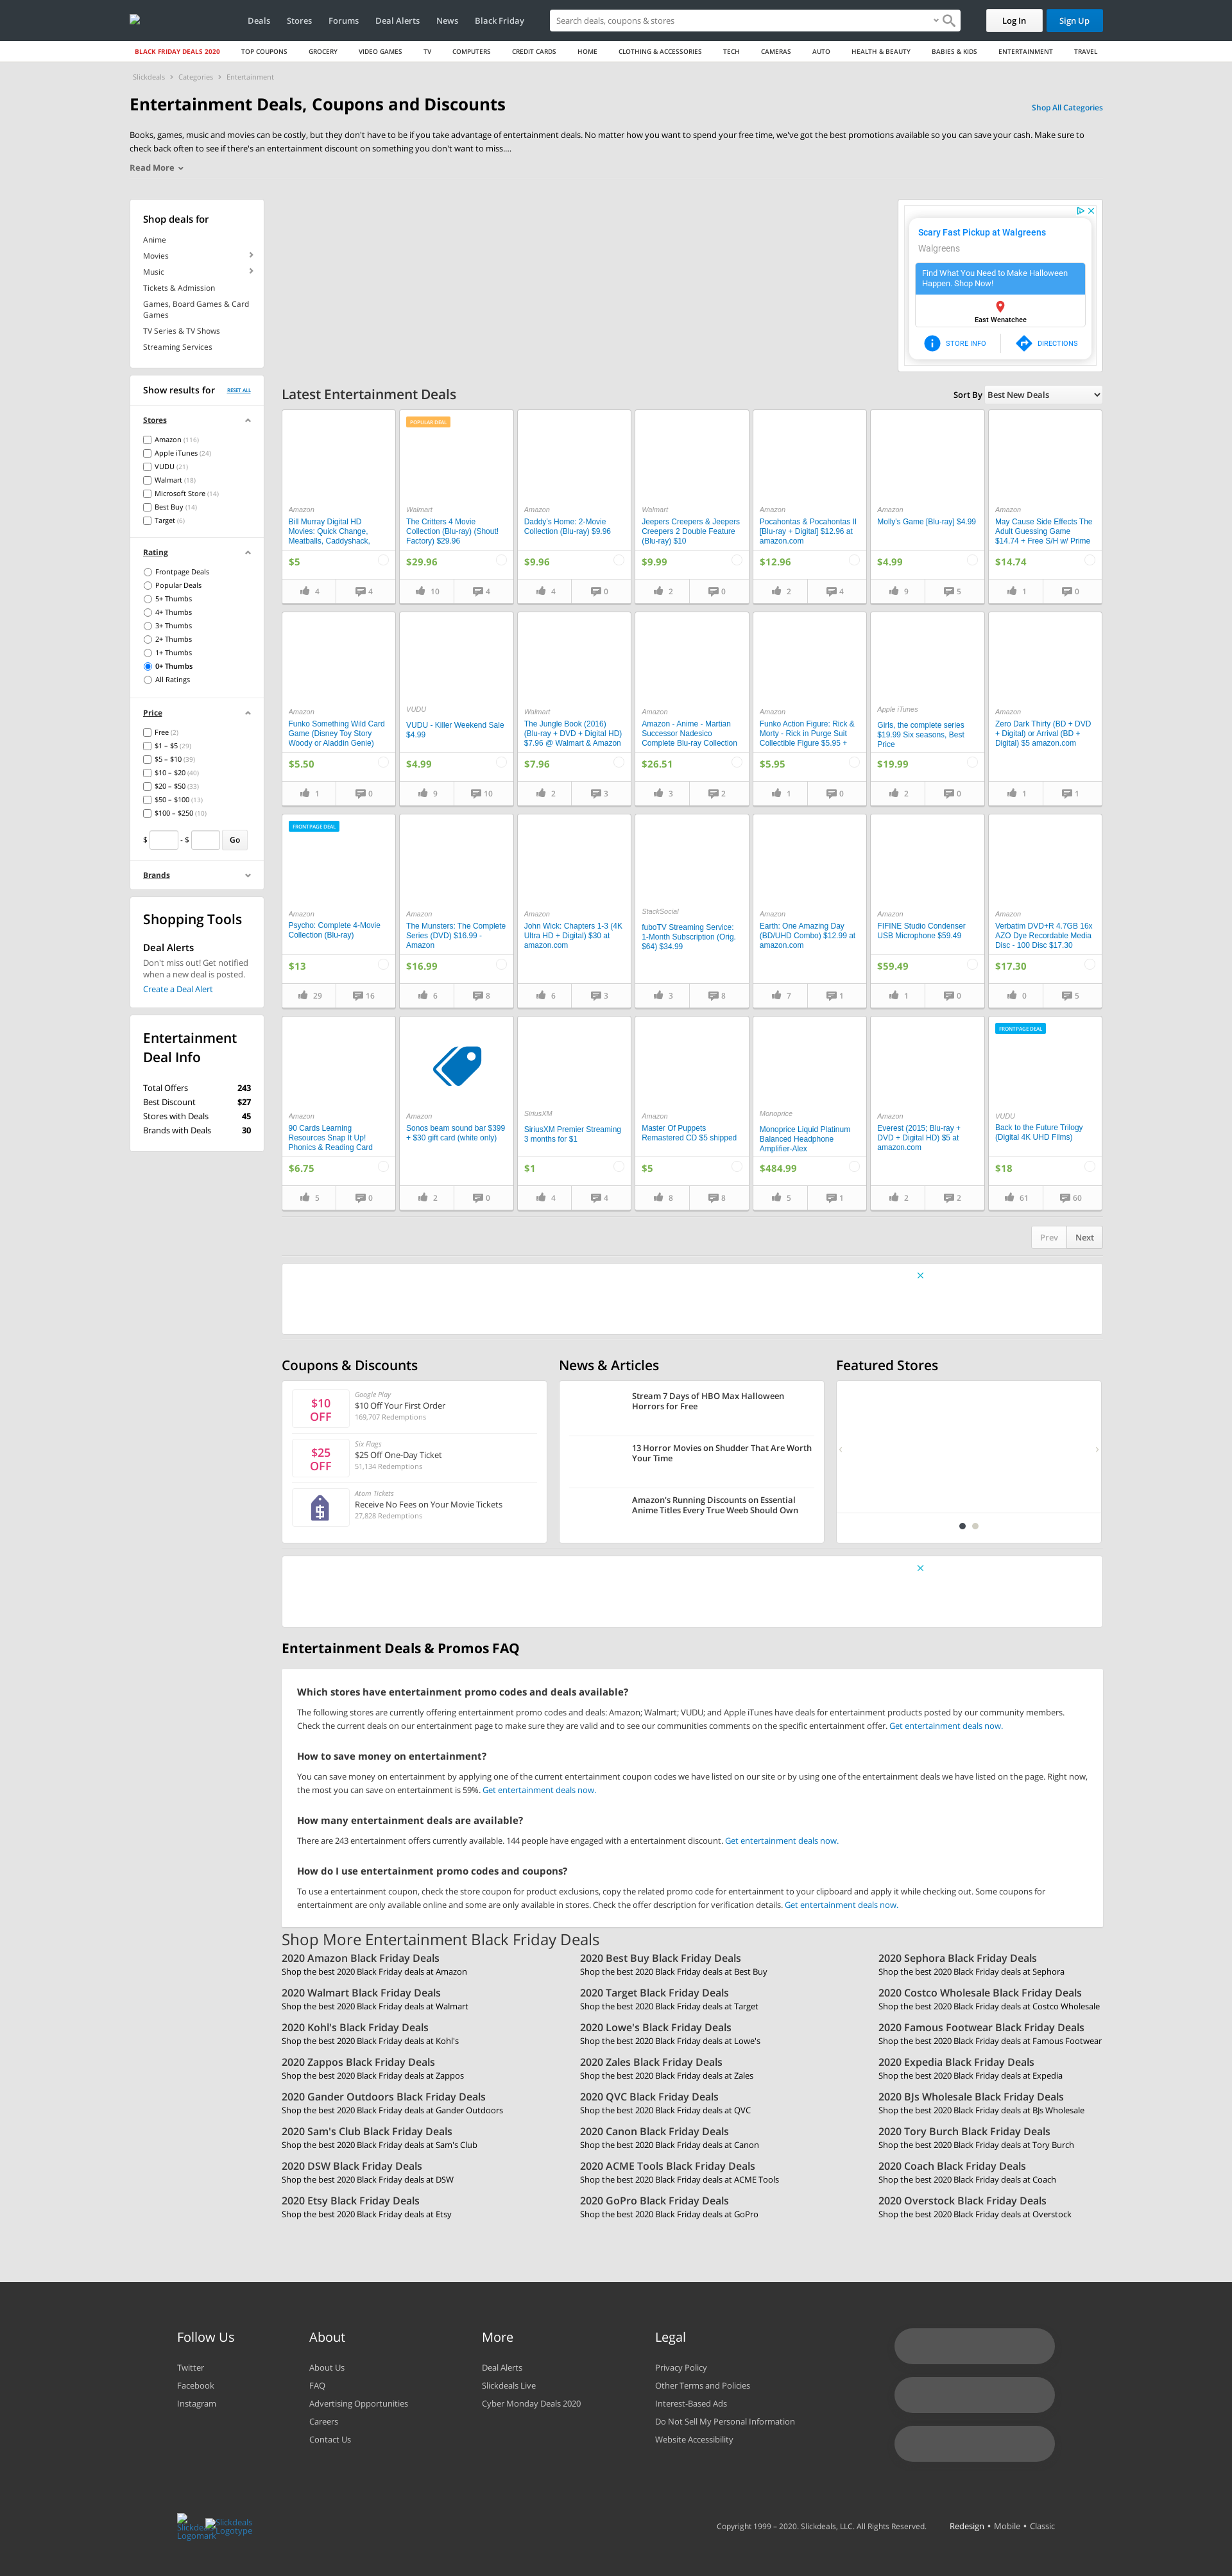 Deals Stores Forums Deal Alerts News Black Friday Search deals, coupons & stores Log In Sign Up
BLACK FRIDAY DEALS 2020 TOP COUPONS GROCERY VIDEO GAMES TV COMPUTERS CREDIT CARDS HOME CLOTHING & ACCESSORIES TECH CAMERAS AUTO HEALTH & BEAUTY BABIES & KIDS ENTERTAINMENT TRAVEL
Slickdeals > Categories > Entertainment
Entertainment Deals, Coupons and Discounts
Shop All Categories
Books, games, music and movies can be costly, but they don't have to be if you take advantage of entertainment deals. No matter how you want to spend your free time, we've got the best promotions available so you can save your cash. Make sure to
check back often to see if there's an entertainment discount on something you don't want to miss....
Read More
Shop deals for
Anime
Movies
Music
Tickets & Admission
Games, Board Games & Card
Games
TV Series & TV Shows
Streaming Services
Scary Fast Pickup at Walgreens
Walgreens
Find What You Need to Make Halloween
Happen. Shop Now!
East Wenatchee
STORE INFO DIRECTIONS
Show results for RESET ALL
Stores
Amazon (116)
Apple iTunes (24)
VUDU (21)
Walmart (18)
Microsoft Store (14)
Best Buy (14)
Target (6)
Rating
Frontpage Deals
Popular Deals
5+ Thumbs
4+ Thumbs
3+ Thumbs
2+ Thumbs
1+ Thumbs
0+ Thumbs
All Ratings
Price
Free (2)
$1 – $5 (29)
$5 – $10 (39)
$10 – $20 (40)
$20 – $50 (33)
$50 – $100 (13)
$100 – $250 (10)
$ - $ Go
Brands
Shopping Tools
Deal Alerts
Don't miss out! Get notified
when a new deal is posted.
Create a Deal Alert
Entertainment
Deal Info
Total Offers 243
Best Discount $27
Stores with Deals 45
Brands with Deals 30
Latest Entertainment Deals
Sort By Best New Deals
Amazon
Bill Murray Digital HD
Movies: Quick Change,
Meatballs, Caddyshack,
$5
4 4
POPULAR DEAL
Walmart
The Critters 4 Movie
Collection (Blu-ray) (Shout!
Factory) $29.96
$29.96
10 4
Amazon
Daddy's Home: 2-Movie
Collection (Blu-ray) $9.96
$9.96
4 0
Walmart
Jeepers Creepers & Jeepers
Creepers 2 Double Feature
(Blu-ray) $10
$9.99
2 0
Amazon
Pocahontas & Pocahontas II
[Blu-ray + Digital] $12.96 at
amazon.com
$12.96
2 4
Amazon
Molly's Game [Blu-ray] $4.99
$4.99
9 5
Amazon
May Cause Side Effects The
Adult Guessing Game
$14.74 + Free S/H w/ Prime
$14.74
1 0
Amazon
Funko Something Wild Card
Game (Disney Toy Story
Woody or Aladdin Genie)
$5.50
1 0
VUDU
VUDU - Killer Weekend Sale
$4.99
$4.99
9 10
Walmart
The Jungle Book (2016)
(Blu-ray + DVD + Digital HD)
$7.96 @ Walmart & Amazon
$7.96
2 3
Amazon
Amazon - Anime - Martian
Successor Nadesico
Complete Blu-ray Collection
$26.51
3 2
Amazon
Funko Action Figure: Rick &
Morty - Rick in Purge Suit
Collectible Figure $5.95 +
$5.95
1 0
Apple iTunes
Girls, the complete series
$19.99 Six seasons, Best
Price
$19.99
2 0
Amazon
Zero Dark Thirty (BD + DVD
+ Digital) or Arrival (BD +
Digital) $5 amazon.com
1 1
FRONTPAGE DEAL
Amazon
Psycho: Complete 4-Movie
Collection (Blu-ray)
$13
29 16
Amazon
The Munsters: The Complete
Series (DVD) $16.99 -
Amazon
$16.99
6 8
Amazon
John Wick: Chapters 1-3 (4K
Ultra HD + Digital) $30 at
amazon.com
6 3
StackSocial
fuboTV Streaming Service:
1-Month Subscription (Orig.
$64) $34.99
3 8
Amazon
Earth: One Amazing Day
(BD/UHD Combo) $12.99 at
amazon.com
7 1
Amazon
FIFINE Studio Condenser
USB Microphone $59.49
$59.49
1 0
Amazon
Verbatim DVD+R 4.7GB 16x
AZO Dye Recordable Media
Disc - 100 Disc $17.30
$17.30
0 5
Amazon
90 Cards Learning
Resources Snap It Up!
Phonics & Reading Card
$6.75
5 0
Amazon
Sonos beam sound bar $399
+ $30 gift card (white only)
2 0
SiriusXM
SiriusXM Premier Streaming
3 months for $1
$1
4 4
Amazon
Master Of Puppets
Remastered CD $5 shipped
$5
8 8
Monoprice
Monoprice Liquid Platinum
Balanced Headphone
Amplifier-Alex
$484.99
5 1
Amazon
Everest (2015; Blu-ray +
DVD + Digital HD) $5 at
amazon.com
2 2
FRONTPAGE DEAL
VUDU
Back to the Future Trilogy
(Digital 4K UHD Films)
$18
61 60
Prev Next
Coupons & Discounts
$10
OFF
Google Play
$10 Off Your First Order
169,707 Redemptions
$25
OFF
Six Flags
$25 Off One-Day Ticket
51,134 Redemptions
Atom Tickets
Receive No Fees on Your Movie Tickets
27,828 Redemptions
News & Articles
Stream 7 Days of HBO Max Halloween
Horrors for Free
13 Horror Movies on Shudder That Are Worth
Your Time
Amazon's Running Discounts on Essential
Anime Titles Every True Weeb Should Own
Featured Stores
Entertainment Deals & Promos FAQ
Which stores have entertainment promo codes and deals available?
The following stores are currently offering entertainment promo codes and deals: Amazon; Walmart; VUDU; and Apple iTunes have deals for entertainment products posted by our community members.
Check the current deals on our entertainment page to make sure they are valid and to see our communities comments on the specific entertainment offer. Get entertainment deals now.
How to save money on entertainment?
You can save money on entertainment by applying one of the current entertainment coupon codes we have listed on our site or by using one of the entertainment deals we have listed on the page. Right now,
the most you can save on entertainment is 59%. Get entertainment deals now.
How many entertainment deals are available?
There are 243 entertainment offers currently available. 144 people have engaged with a entertainment discount. Get entertainment deals now.
How do I use entertainment promo codes and coupons?
To use a entertainment coupon, check the store coupon for product exclusions, copy the related promo code for entertainment to your clipboard and apply it while checking out. Some coupons for
entertainment are only available online and some are only available in stores. Check the offer description for verification details. Get entertainment deals now.
Shop More Entertainment Black Friday Deals
2020 Amazon Black Friday Deals 2020 Best Buy Black Friday Deals 2020 Sephora Black Friday Deals
Shop the best 2020 Black Friday deals at Amazon Shop the best 2020 Black Friday deals at Best Buy Shop the best 2020 Black Friday deals at Sephora
2020 Walmart Black Friday Deals 2020 Target Black Friday Deals 2020 Costco Wholesale Black Friday Deals
Shop the best 2020 Black Friday deals at Walmart Shop the best 2020 Black Friday deals at Target Shop the best 2020 Black Friday deals at Costco Wholesale
2020 Kohl's Black Friday Deals 2020 Lowe's Black Friday Deals 2020 Famous Footwear Black Friday Deals
Shop the best 2020 Black Friday deals at Kohl's Shop the best 2020 Black Friday deals at Lowe's Shop the best 2020 Black Friday deals at Famous Footwear
2020 Zappos Black Friday Deals 2020 Zales Black Friday Deals 2020 Expedia Black Friday Deals
Shop the best 2020 Black Friday deals at Zappos Shop the best 2020 Black Friday deals at Zales Shop the best 2020 Black Friday deals at Expedia
2020 Gander Outdoors Black Friday Deals 2020 QVC Black Friday Deals 2020 BJs Wholesale Black Friday Deals
Shop the best 2020 Black Friday deals at Gander Outdoors Shop the best 2020 Black Friday deals at QVC Shop the best 2020 Black Friday deals at BJs Wholesale
2020 Sam's Club Black Friday Deals 2020 Canon Black Friday Deals 2020 Tory Burch Black Friday Deals
Shop the best 2020 Black Friday deals at Sam's Club Shop the best 2020 Black Friday deals at Canon Shop the best 2020 Black Friday deals at Tory Burch
2020 DSW Black Friday Deals 2020 ACME Tools Black Friday Deals 2020 Coach Black Friday Deals
Shop the best 2020 Black Friday deals at DSW Shop the best 2020 Black Friday deals at ACME Tools Shop the best 2020 Black Friday deals at Coach
2020 Etsy Black Friday Deals 2020 GoPro Black Friday Deals 2020 Overstock Black Friday Deals
Shop the best 2020 Black Friday deals at Etsy Shop the best 2020 Black Friday deals at GoPro Shop the best 2020 Black Friday deals at Overstock
Follow Us
Twitter
Facebook
Instagram
About
About Us
FAQ
Advertising Opportunities
Careers
Contact Us
More
Deal Alerts
Slickdeals Live
Cyber Monday Deals 2020
Legal
Privacy Policy
Other Terms and Policies
Interest-Based Ads
Do Not Sell My Personal Information
Website Accessibility
Slickdeals
Logomark
Slickdeals
Logotype
Copyright 1999 – 2020. Slickdeals, LLC. All Rights Reserved. Redesign • Mobile • Classic